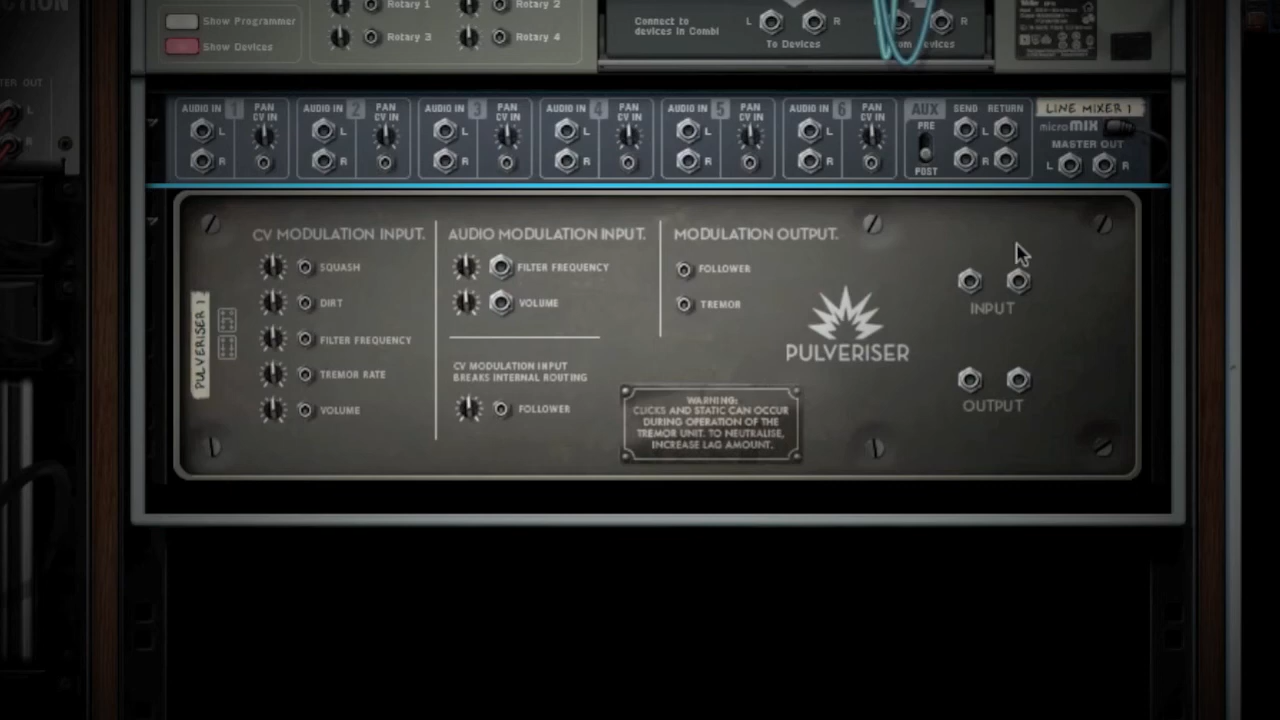 CTION
TER OUT
L
R
Show Programmer
Show Devices
Rotary 1
Rotary 2
Rotary 3
Rotary 4
Connect to
devices in Combi
L R
To Devices
R
om Devices
AUDIO IN 1 PAN CV IN
L
R
AUDIO IN 2 PAN CV IN
L
R
AUDIO IN 3 PAN CV IN
L
R
AUDIO IN 4 PAN CV IN
L
R
AUDIO IN 5 PAN CV IN
L
R
AUDIO IN 6 PAN CV IN
L
R
AUX SEND RETURN
PRE
L
R
POST
LINE MIXER 1
microMIX
MASTER OUT
L R
PULVERISER 1
CV MODULATION INPUT.
SQUASH
DIRT
FILTER FREQUENCY
TREMOR RATE
VOLUME
AUDIO MODULATION INPUT.
FILTER FREQUENCY
VOLUME
CV MODULATION INPUT
BREAKS INTERNAL ROUTING
FOLLOWER
MODULATION OUTPUT.
FOLLOWER
TREMOR
WARNING:
CLICKS AND STATIC CAN OCCUR
DURING OPERATION OF THE
TREMOR UNIT. TO NEUTRALISE,
INCREASE LAG AMOUNT.
PULVERISER
INPUT
OUTPUT